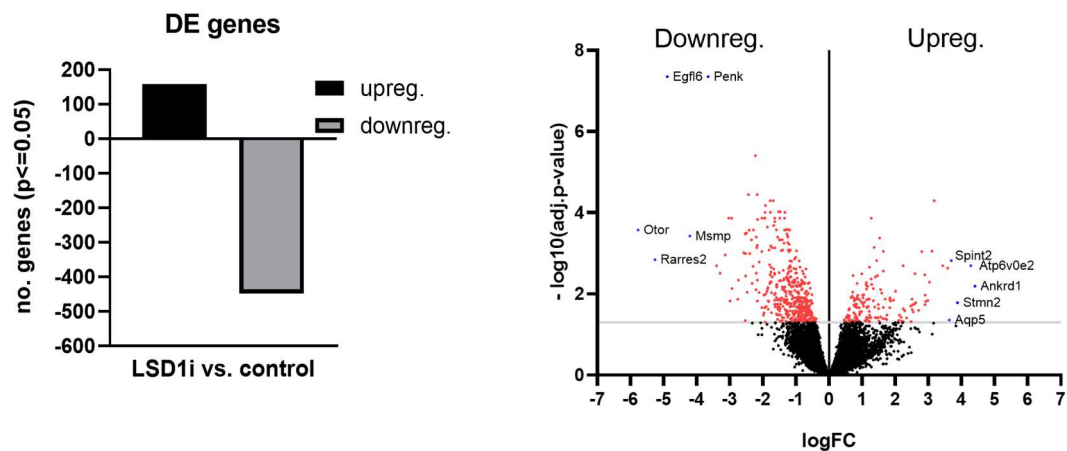 DE genes
200
100
0
-100
-200
-300
-400
-500
-600
no. genes (p<=0.05)
LSD1i vs. control
upreg.
downreg.
Downreg. Upreg.
8
6
4
2
0
- log10(adj.p-value)
Egfl6 Penk
Otor
Msmp
Rarres2
Spint2
Atp6v0e2
Ankrd1
Stmn2
Aqp5
-7 -6 -5 -4 -3 -2 -1 0 1 2 3 4 5 6 7
logFC